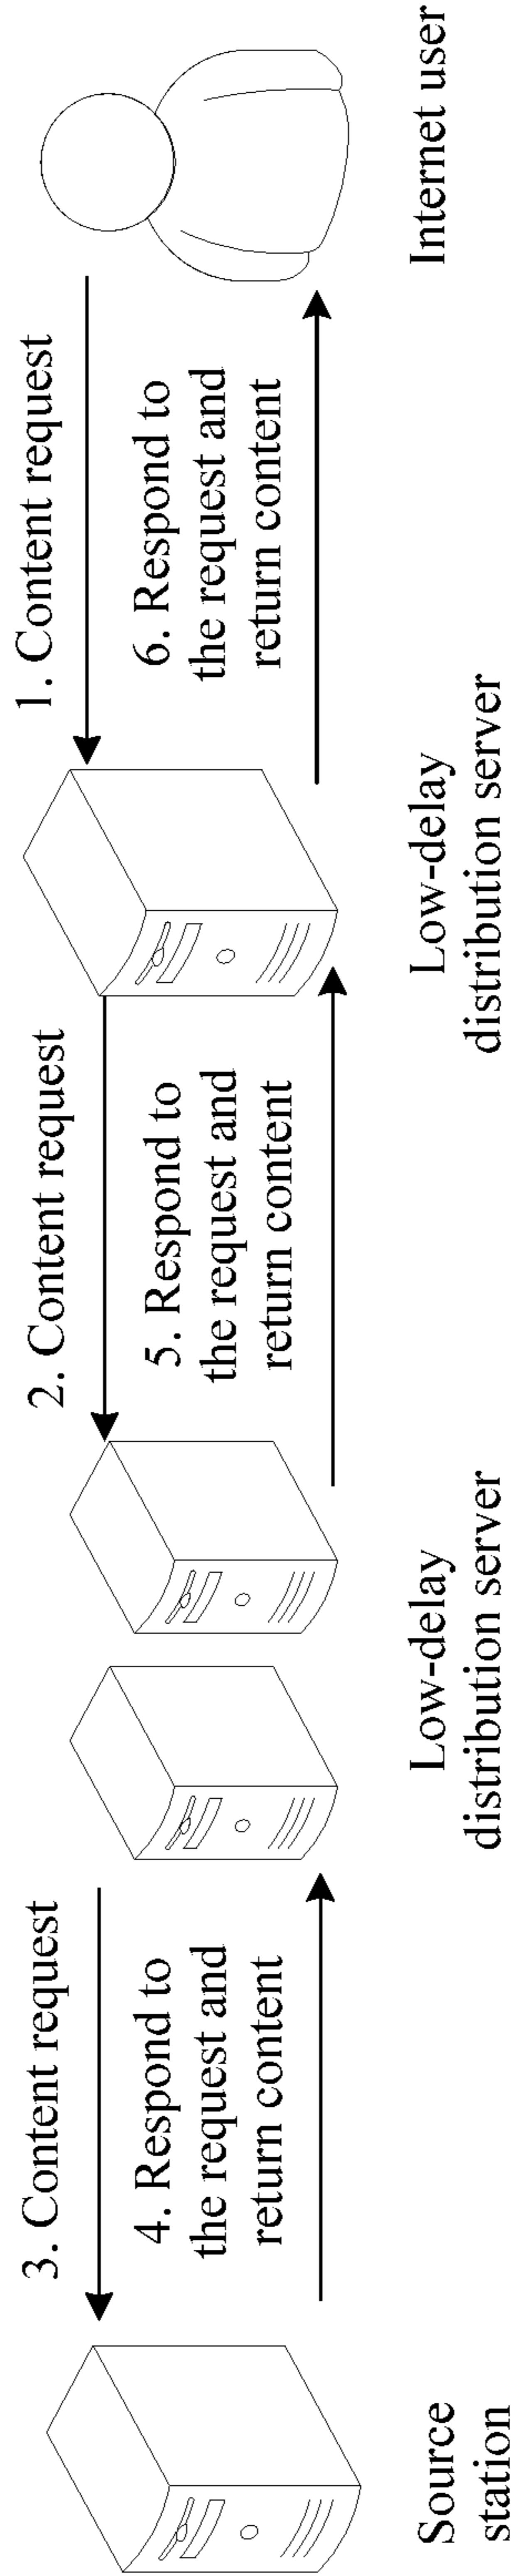 3. Content request
4. Respond to
the request and
return content
2. Content request
5. Respond to
the request and
return content
1. Content request
6. Respond to
the request and
return content
Source
station
Low-delay
distribution server
Low-delay
distribution server
Internet user